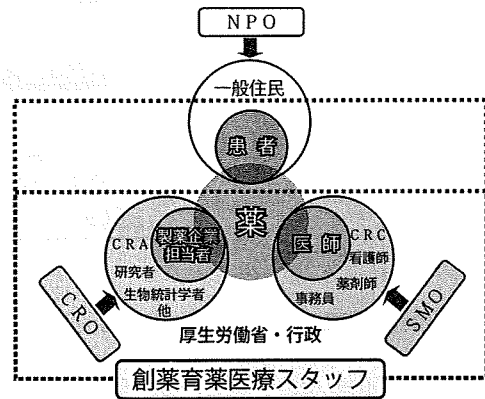 NPO
一般住民
患者
薬
製薬企業
担当者
CRA
研究者
生物統計学者
他
医師
CRC
看護師
薬剤師
事務員
CRO
SMO
厚生労働省・行政
創薬育薬医療スタッフ